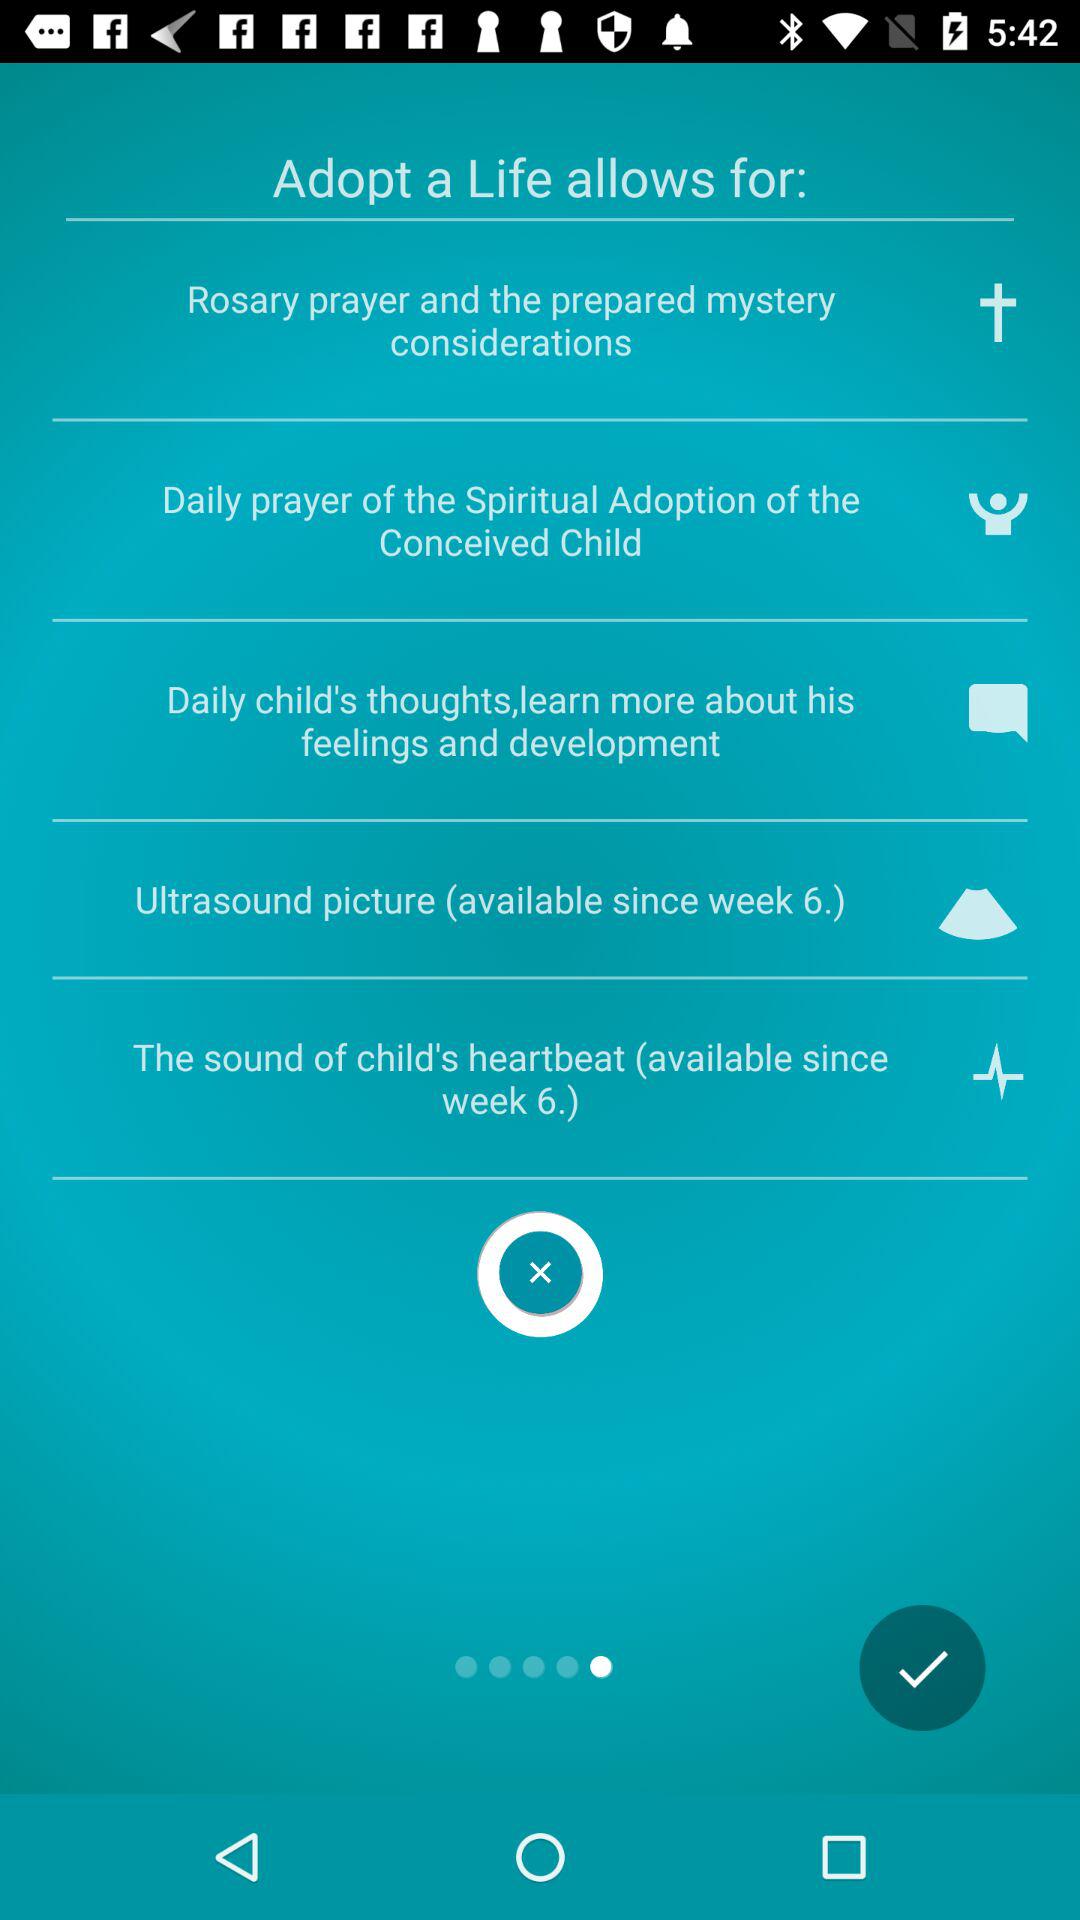 5:42
Adopt a Life allows for:
Rosary prayer and the prepared mystery
considerations
Daily prayer of the Spiritual Adoption of the
Conceived Child
Daily child's thoughts,learn more about his
feelings and development
Ultrasound picture (available since week 6.)
The sound of child's heartbeat (available since
week 6.)